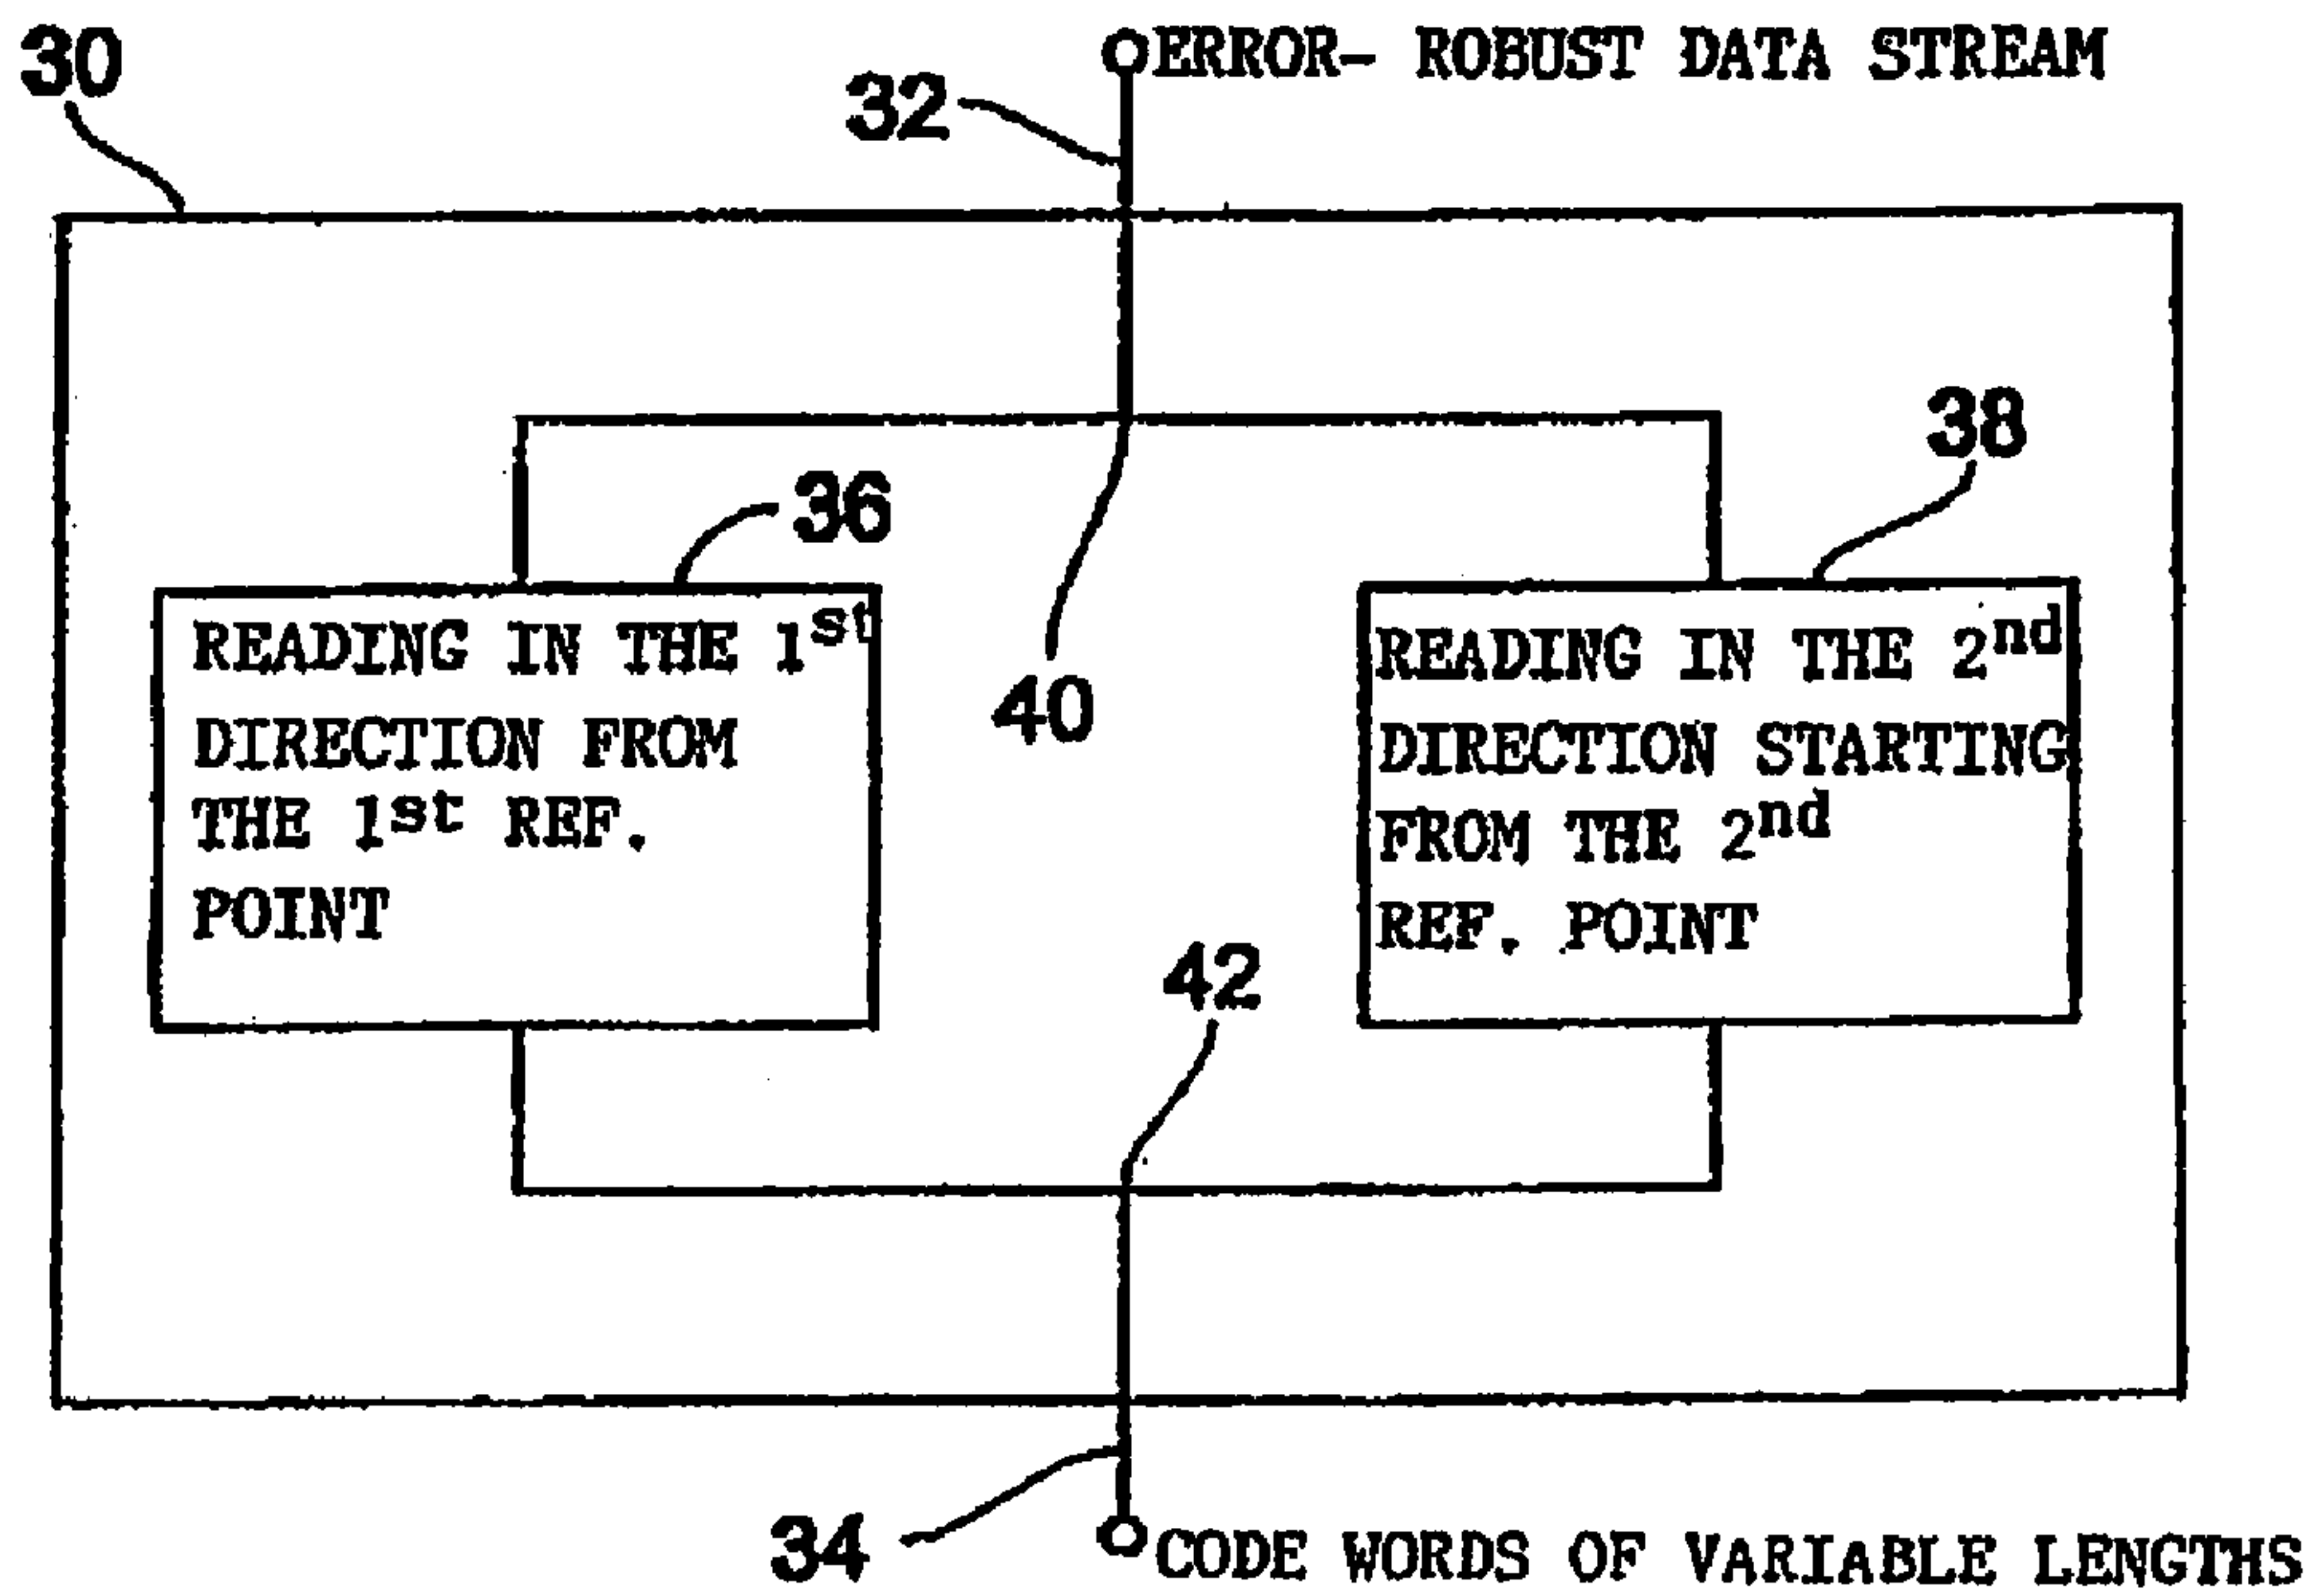 30
ERROR- ROBUST DATA STREAM
32
38
36
READING IN THE 1st
DIRECTION FROM
THE 1st REF.
POINT
40
READING IN THE 2nd
DIRECTION STARTING
FROM THE 2nd
REF. POINT
42
34
CODE WORDS OF VARIABLE LENGTHS